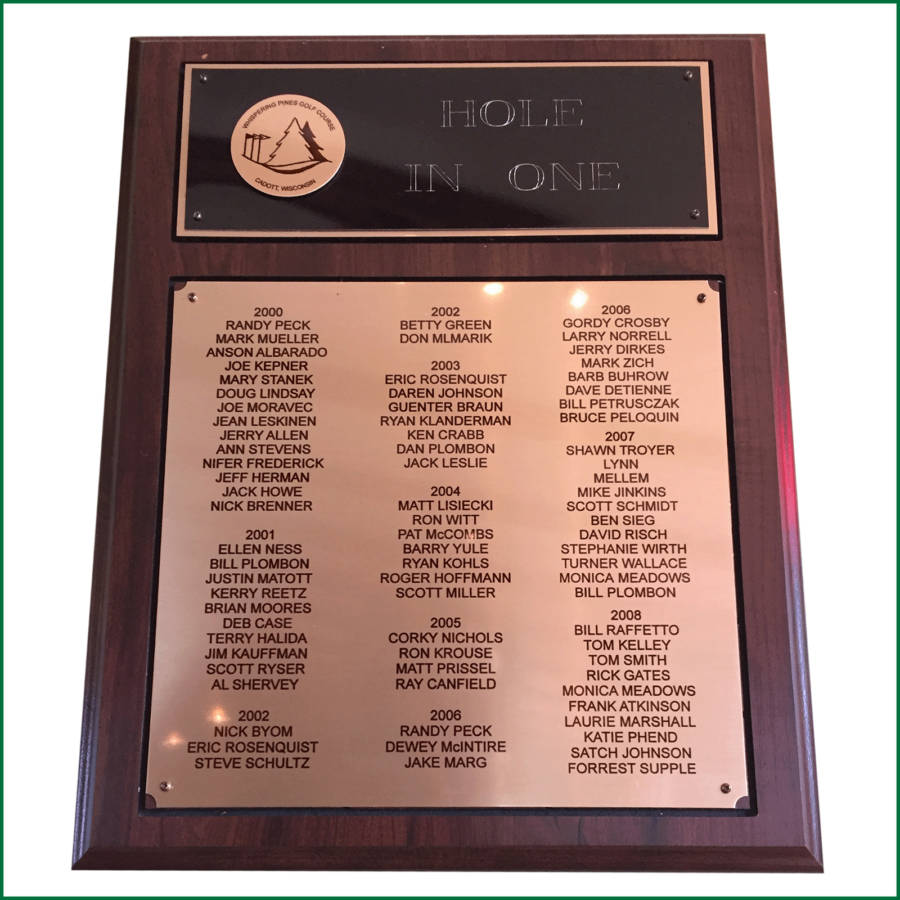 WHISPERING PINES GOLF COURSE
CADOTT, WISCONSIN
HOLE
IN ONE
2000
RANDY PECK
MARK MUELLER
ANSON ALBARADO
JOE KEPNER
MARY STANEK
DOUG LINDSAY
JOE MORAVEC
JEAN LESKINEN
JERRY ALLEN
ANN STEVENS
NIFER FREDERICK
JEFF HERMAN
JACK HOWE
NICK BRENNER
2001
ELLEN NESS
BILL PLOMBON
JUSTIN MATOTT
KERRY REETZ
BRIAN MOORES
DEB CASE
TERRY HALIDA
JIM KAUFFMAN
SCOTT RYSER
AL SHERVEY
2002
NICK BYOM
ERIC ROSENQUIST
STEVE SCHULTZ
2002
BETTY GREEN
DON MLMARIK
2003
ERIC ROSENQUIST
DAREN JOHNSON
GUENTER BRAUN
RYAN KLANDERMAN
KEN CRABB
DAN PLOMBON
JACK LESLIE
2004
MATT LISIECKI
RON WITT
PAT McCOMBS
BARRY YULE
RYAN KOHLS
ROGER HOFFMANN
SCOTT MILLER
2005
CORKY NICHOLS
RON KROUSE
MATT PRISSEL
RAY CANFIELD
2006
RANDY PECK
DEWEY McINTIRE
JAKE MARG
2006
GORDY CROSBY
LARRY NORRELL
JERRY DIRKES
MARK ZICH
BARB BUHROW
DAVE DETIENNE
BILL PETRUSCZAK
BRUCE PELOQUIN
2007
SHAWN TROYER
LYNN
MELLEM
MIKE JINKINS
SCOTT SCHMIDT
BEN SIEG
DAVID RISCH
STEPHANIE WIRTH
TURNER WALLACE
MONICA MEADOWS
BILL PLOMBON
2008
BILL RAFFETTO
TOM KELLEY
TOM SMITH
RICK GATES
MONICA MEADOWS
FRANK ATKINSON
LAURIE MARSHALL
KATIE PHEND
SATCH JOHNSON
FORREST SUPPLE